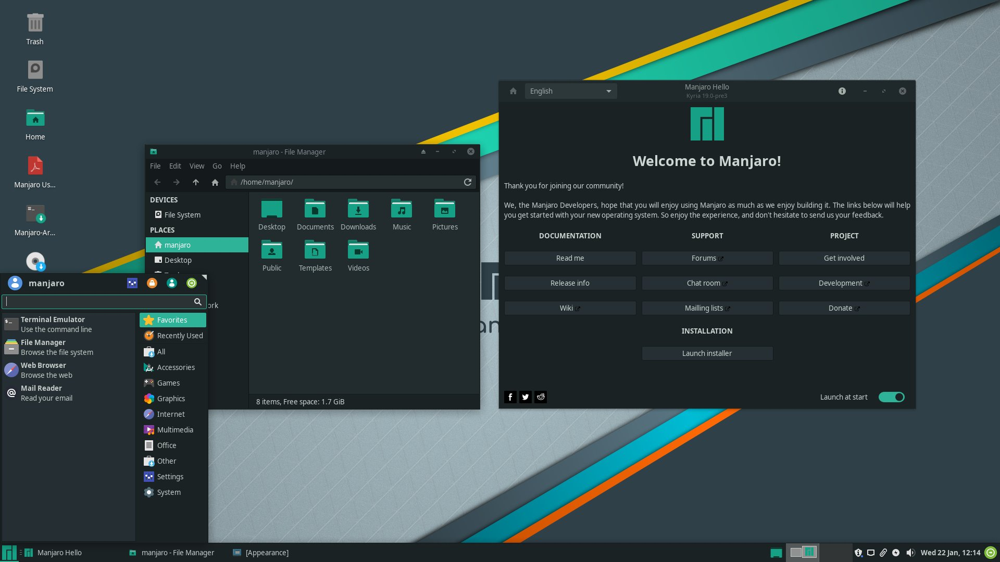 Trash
File System
Home
Manjaro Us...
Manjaro-Ar...
manjaro - File Manager
File Edit View Go Help
/home/manjaro/
DEVICES
File System
PLACES
manjaro
Desktop
Desktop Documents Downloads Music Pictures
Public Templates Videos
8 items, Free space: 1.7 GiB
English
Manjaro Hello
Kyria 19.0-pre3
Welcome to Manjaro!
Thank you for joining our community!
We, the Manjaro Developers, hope that you will enjoy using Manjaro as much as we enjoy building it. The links below will help
you get started with your new operating system. So enjoy the experience, and don't hesitate to send us your feedback.
DOCUMENTATION SUPPORT PROJECT
Read me Forums Get involved
Release info Chat room Development
Wiki Mailling lists Donate
INSTALLATION
Launch installer
Launch at start
manjaro
Terminal Emulator
Use the command line
File Manager
Browse the file system
Web Browser
Browse the web
Mail Reader
Read your email
Favorites
Recently Used
All
Accessories
Games
Graphics
Internet
Multimedia
Office
Other
Settings
System
ork
an
Manjaro Hello
manjaro - File Manager
[Appearance]
Wed 22 Jan, 12:14